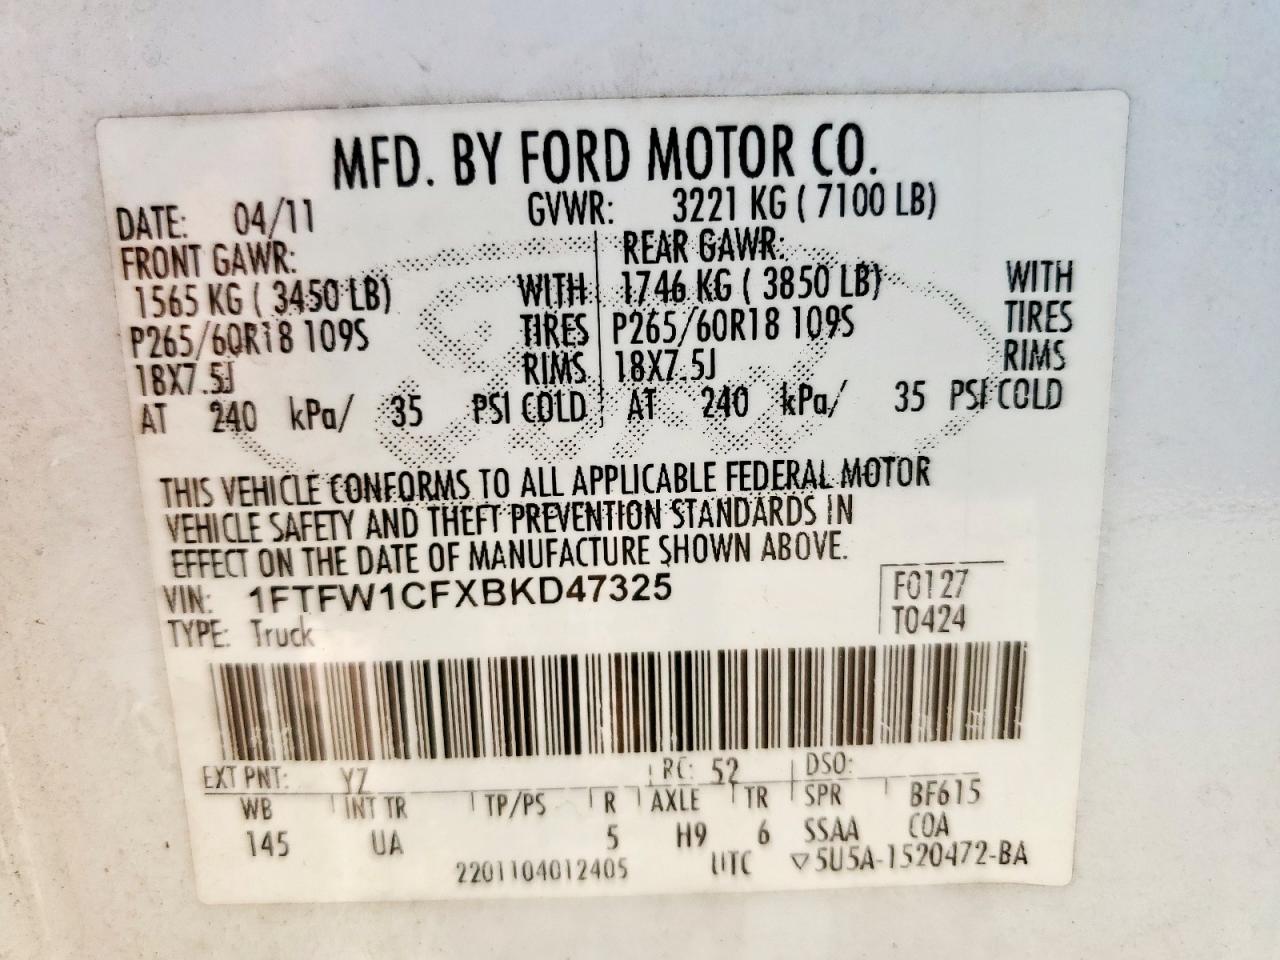 MFD. BY FORD MOTOR CO.
DATE: 04/11 GVWR: 3221 KG ( 7100 LB)
FRONT GAWR: REAR GAWR:
1565 KG ( 3450 LB) WITH 1746 KG ( 3850 LB) WITH
P265/60R18 109S TIRES P265/60R18 109S TIRES
18X7.5J RIMS 18X7.5J RIMS
AT 240 kPa/ 35 PSI COLD AT 240 kPa/ 35 PSI COLD
THIS VEHICLE CONFORMS TO ALL APPLICABLE FEDERAL MOTOR
VEHICLE SAFETY AND THEFT PREVENTION STANDARDS IN
EFFECT ON THE DATE OF MANUFACTURE SHOWN ABOVE.
VIN: 1FTFW1CFXBKD47325 F0127
TYPE: Truck T0424
EXT PNT: YZ RC: 52 DSO:
WB INT TR TP/PS R AXLE TR SPR BF615
145 UA 5 H9 6 SSAA COA
2201104012405 UTC ▽5U5A-1520472-BA